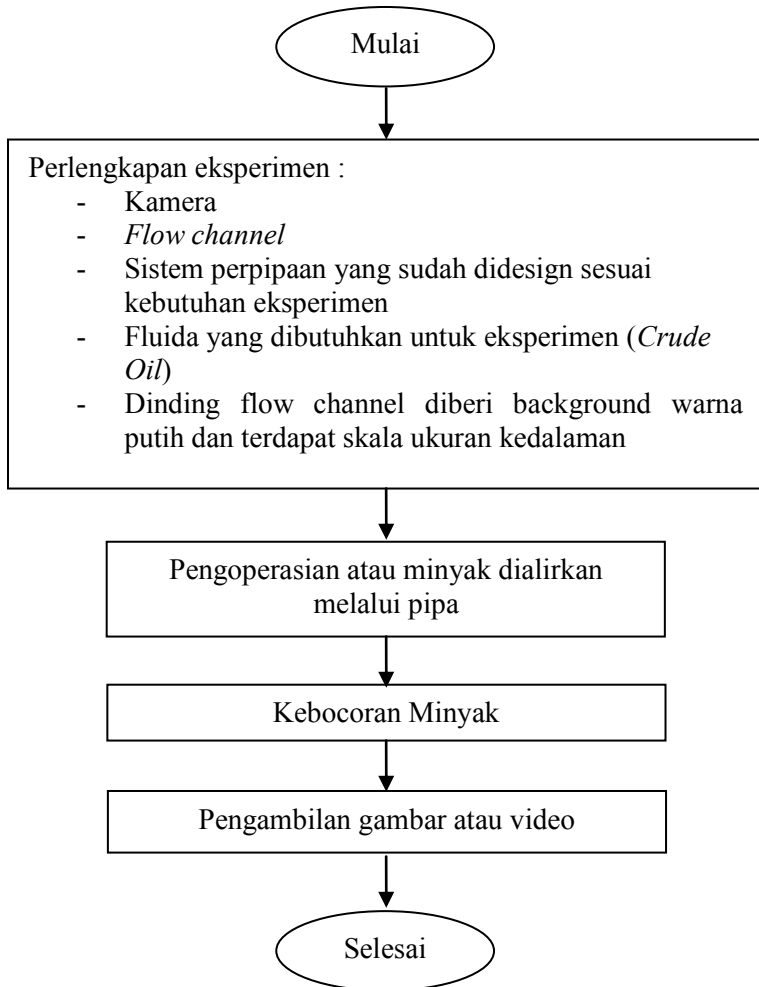 Mulai
Perlengkapan eksperimen :
- Kamera
- Flow channel
- Sistem perpipaan yang sudah didesign sesuai
kebutuhan eksperimen
- Fluida yang dibutuhkan untuk eksperimen (Crude
Oil)
- Dinding flow channel diberi background warna
putih dan terdapat skala ukuran kedalaman
Pengoperasian atau minyak dialirkan
melalui pipa
Kebocoran Minyak
Pengambilan gambar atau video
Selesai